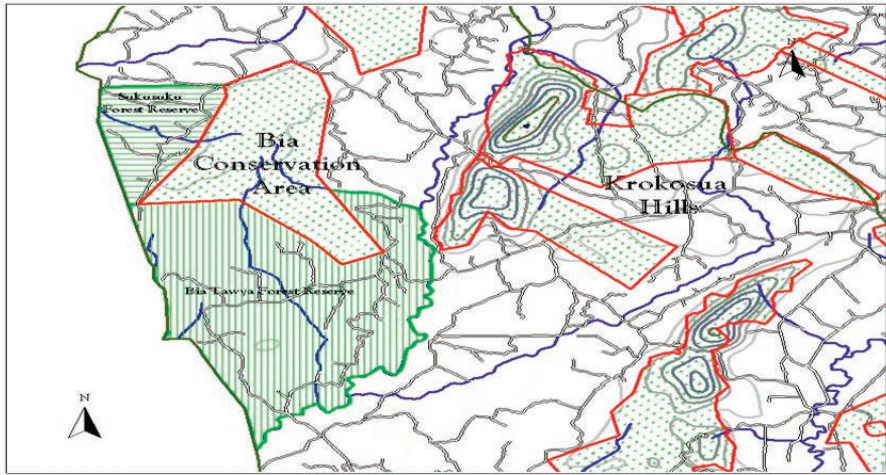 N
Sukusuku
Forest Reserve
Bia
Conservation
Area
Krokosua
Hills
Bia Tawya Forest Reserve
N